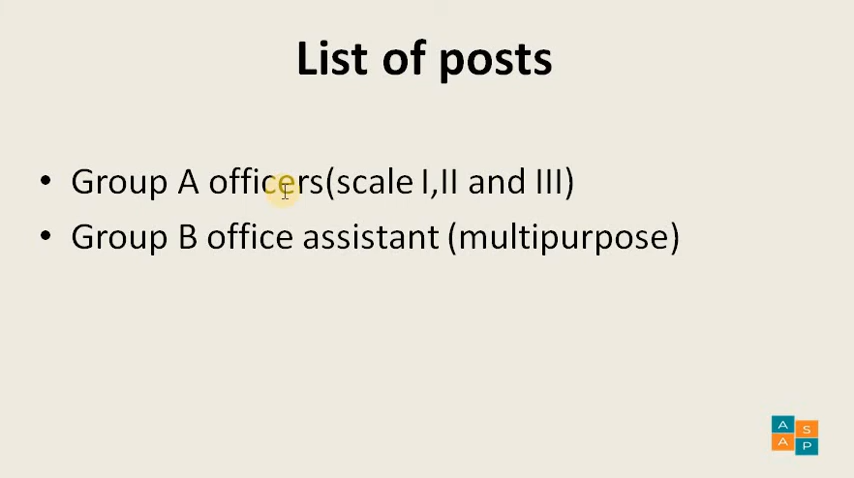 List of posts
• Group A officers(scale I,II and III)
• Group B office assistant (multipurpose)
A S
A P